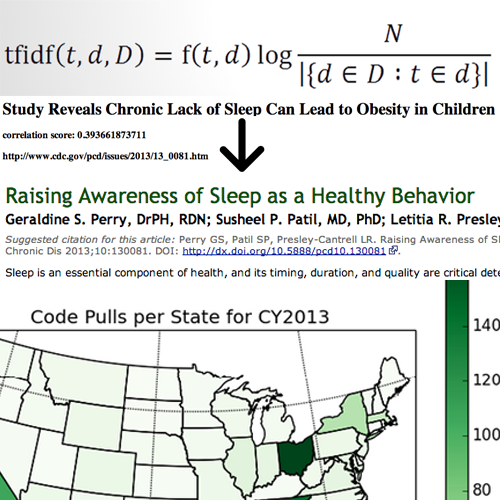 tfidf(t, d, D) = f(t, d) log N / |{d ∈ D : t ∈ d}|
Study Reveals Chronic Lack of Sleep Can Lead to Obesity in Children
correlation score: 0.393661873711
http://www.cdc.gov/pcd/issues/2013/13_0081.htm
Raising Awareness of Sleep as a Healthy Behavior
Geraldine S. Perry, DrPH, RDN; Susheel P. Patil, MD, PhD; Letitia R. Presley
Suggested citation for this article: Perry GS, Patil SP, Presley-Cantrell LR. Raising Awareness of Sl
Chronic Dis 2013;10:130081. DOI: http://dx.doi.org/10.5888/pcd10.130081
Sleep is an essential component of health, and its timing, duration, and quality are critical dete
Code Pulls per State for CY2013
140
120
100
80